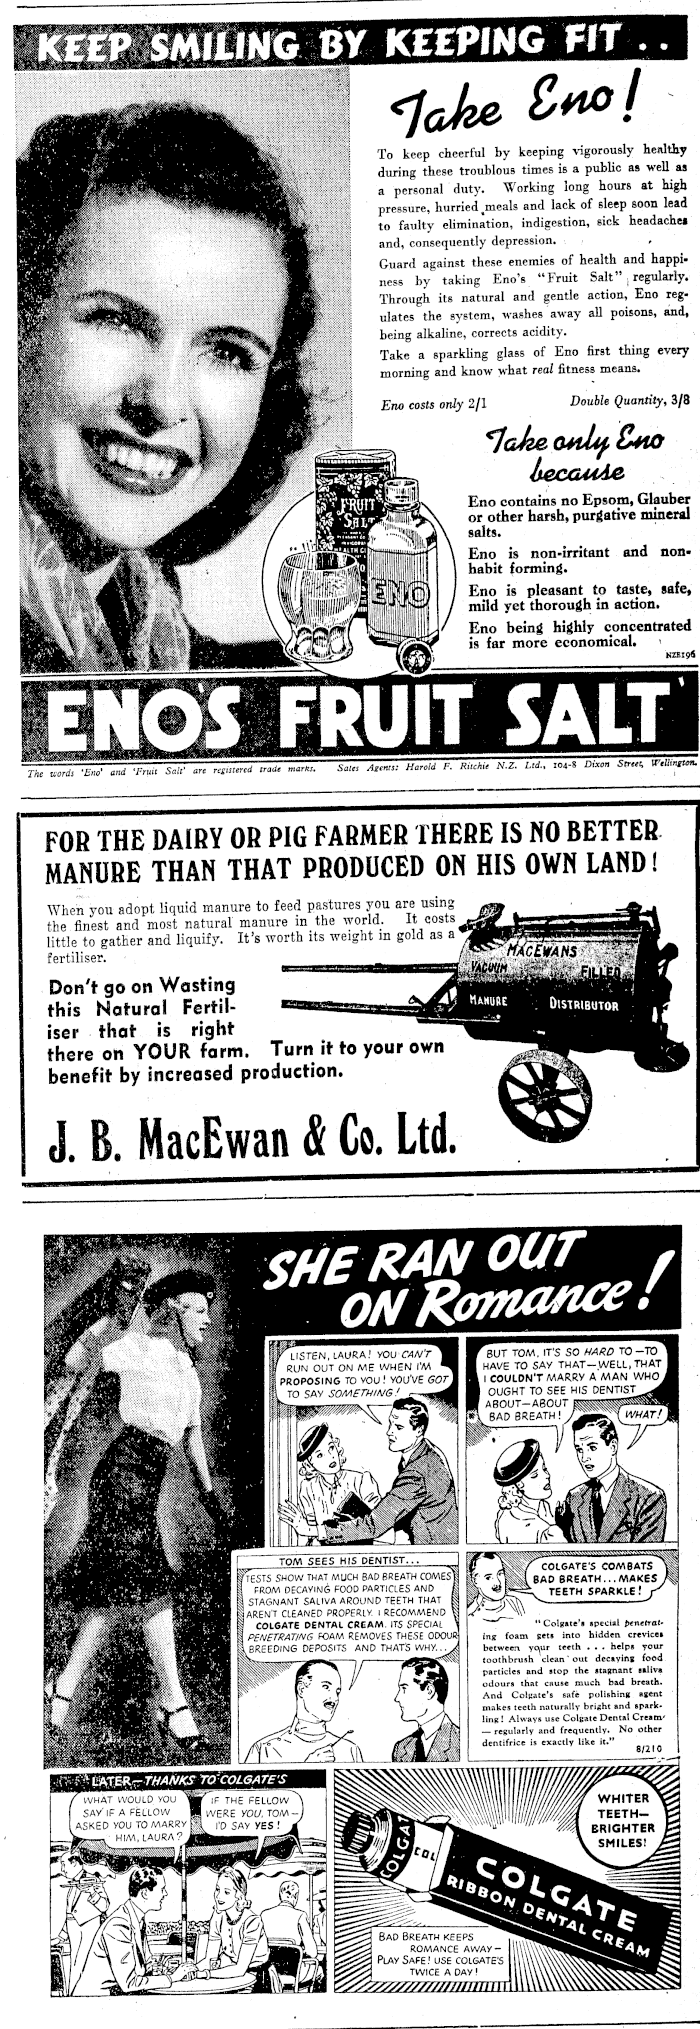 KEEP SMILING BY KEEPING FIT . .
Take Eno!
To keep cheerful by keeping vigorously healthy
during these troublous times is a public as well as
a personal duty. Working long hours at high
pressure, hurried meals and lack of sleep soon lead
to faulty elimination, indigestion, sick headaches
and, consequently depression.
Guard against these enemies of health and happi-
ness by taking Eno's "Fruit Salt" regularly.
Through its natural and gentle action, Eno reg-
ulates the system, washes away all poisons, and,
being alkaline, corrects acidity.
Take a sparkling glass of Eno first thing every
morning and know what real fitness means.
Eno costs only 2/1 Double Quantity, 3/8
Take only Eno
because
Eno contains no Epsom, Glauber
or other harsh, purgative mineral
salts.
Eno is non-irritant and non-
habit forming.
Eno is pleasant to taste, safe,
mild yet thorough in action.
Eno being highly concentrated
is far more economical.
NZE196
FRUIT
SALT
ENO
ENO'S FRUIT SALT
The words 'Eno' and 'Fruit Salt' are registered trade marks. Sales Agents: Harold F. Ritchie N.Z. Ltd., 104-8 Dixon Street, Wellington.
FOR THE DAIRY OR PIG FARMER THERE IS NO BETTER
MANURE THAN THAT PRODUCED ON HIS OWN LAND!
When you adopt liquid manure to feed pastures you are using
the finest and most natural manure in the world. It costs
little to gather and liquify. It's worth its weight in gold as a
fertiliser.
Don't go on Wasting
this Natural Fertil-
iser that is right
there on YOUR farm. Turn it to your own
benefit by increased production.
MACEWANS
VACUUM FILLED
MANURE DISTRIBUTOR
J. B. MacEwan & Co. Ltd.
SHE RAN OUT
ON Romance!
LISTEN, LAURA! YOU CAN'T
RUN OUT ON ME WHEN I'M
PROPOSING TO YOU! YOU'VE GOT
TO SAY SOMETHING!
BUT TOM, IT'S SO HARD TO—TO
HAVE TO SAY THAT—WELL, THAT
I COULDN'T MARRY A MAN WHO
OUGHT TO SEE HIS DENTIST
ABOUT—ABOUT
BAD BREATH!
WHAT!
TOM SEES HIS DENTIST...
TESTS SHOW THAT MUCH BAD BREATH COMES
FROM DECAYING FOOD PARTICLES AND
STAGNANT SALIVA AROUND TEETH THAT
AREN'T CLEANED PROPERLY. I RECOMMEND
COLGATE DENTAL CREAM. ITS SPECIAL
PENETRATING FOAM REMOVES THESE ODOUR
BREEDING DEPOSITS AND THATS WHY...
COLGATE'S COMBATS
BAD BREATH...MAKES
TEETH SPARKLE!
"Colgate's special penetrat-
ing foam gets into hidden crevices
between your teeth . . . helps your
toothbrush clean out decaying food
particles and stop the stagnant saliva
odours that cause much bad breath.
And Colgate's safe polishing agent
makes teeth naturally bright and spark-
ling! Always use Colgate Dental Cream
— regularly and frequently. No other
dentifrice is exactly like it."
8/210
LATER—THANKS TO COLGATE'S
WHAT WOULD YOU
SAY IF A FELLOW
ASKED YOU TO MARRY
HIM, LAURA?
IF THE FELLOW
WERE YOU, TOM—
I'D SAY YES!
WHITER
TEETH—
BRIGHTER
SMILES!
COLGAT
COL
COLGATE
RIBBON DENTAL CREAM
BAD BREATH KEEPS
ROMANCE AWAY—
PLAY SAFE! USE COLGATE'S
TWICE A DAY!